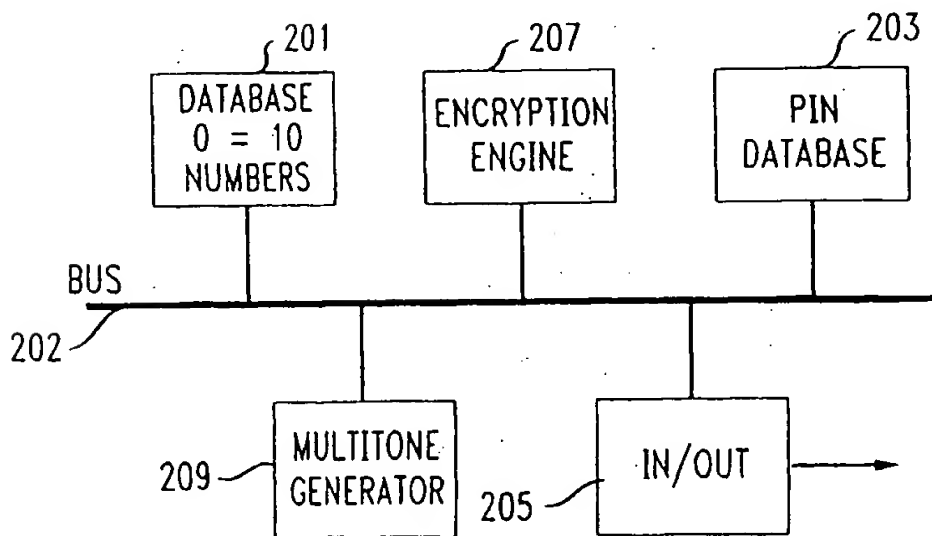 201
207
203
DATABASE
0 = 10
NUMBERS
ENCRYPTION
ENGINE
PIN
DATABASE
BUS
202
MULTITONE
GENERATOR
209
IN/OUT
205